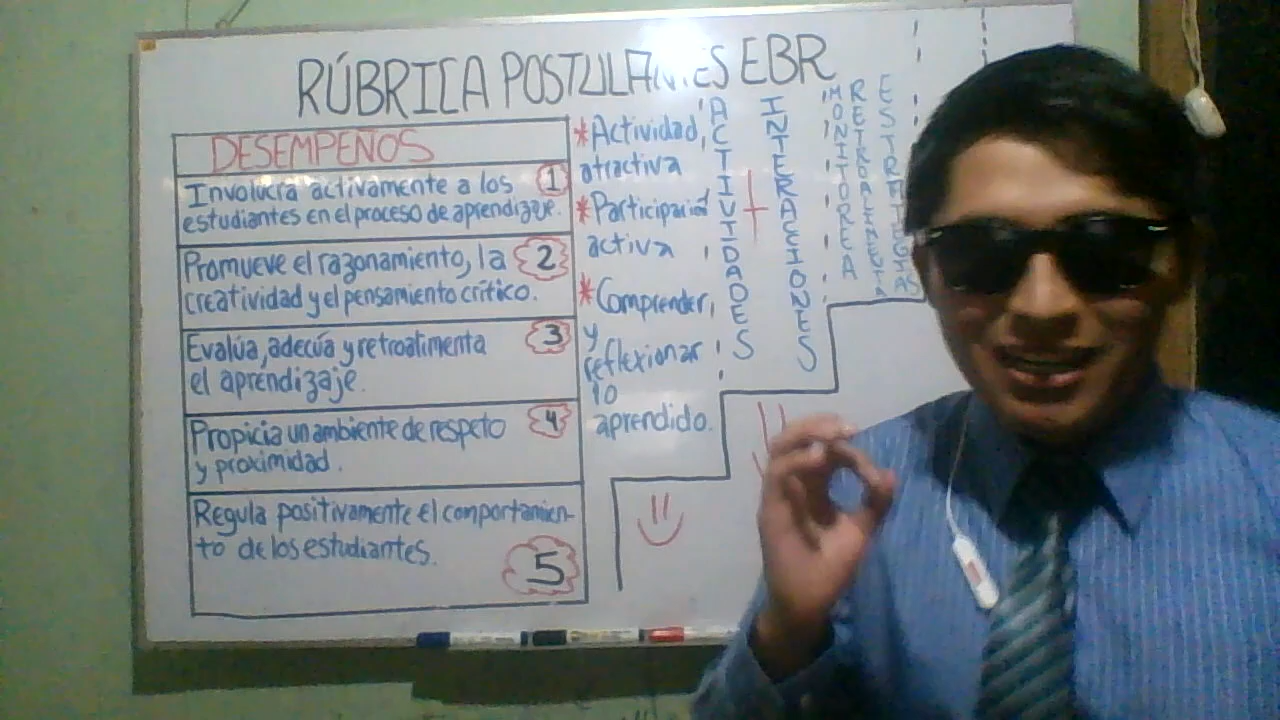 RÚBRICA POSTULANTES EBR
DESEMPEÑOS
Involucra activamente a los 1
estudiantes en el proceso de aprendizaje.
Promueve el razonamiento, la 2
creatividad y el pensamiento crítico.
Evalúa, adecúa y retroalimenta 3
el aprendizaje.
Propicia un ambiente de respeto 4
y proximidad.
Regula positivamente el comportamien-
to de los estudiantes.
5
* Actividad
atractiva
* Participación
activa
* Comprender
y
reflexionar
lo
aprendido.
ACTIVIDADES
+
INTERACCIONES
MONITOREA
RETROALIMENTA
ESTRATEGIAS